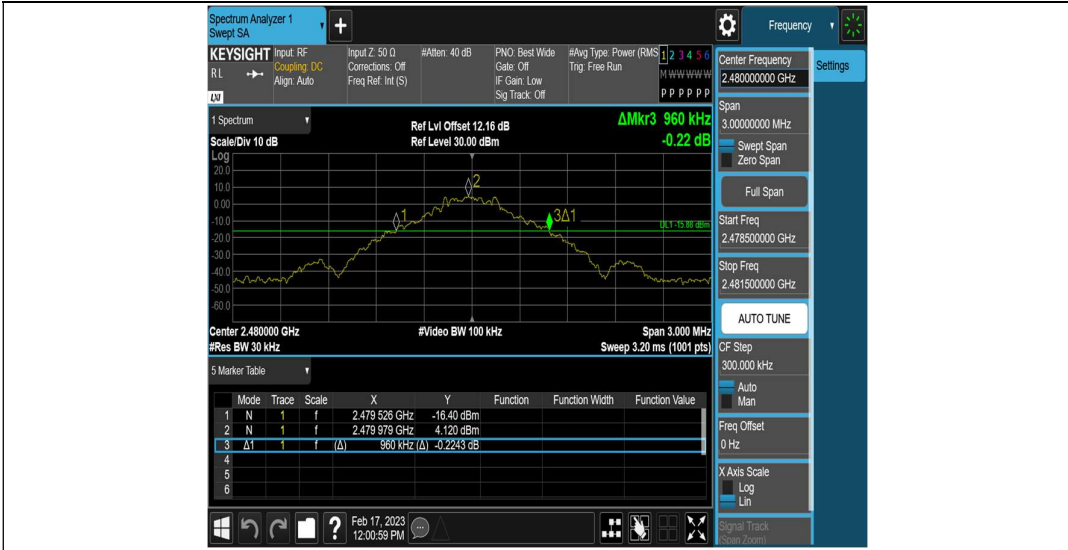 Spectrum Analyzer 1
Swept SA
Frequency
KEYSIGHT
RL
LXI
Input: RF
Coupling: DC
Align: Auto
Input Z: 50 Ω
Corrections: Off
Freq Ref: Int (S)
#Atten: 40 dB
PNO: Best Wide
Gate: Off
IF Gain: Low
Sig Track: Off
#Avg Type: Power (RMS
Trig: Free Run
1 2 3 4 5 6
M W W W W W
P P P P P P
1 Spectrum
Scale/Div 10 dB
Ref Lvl Offset 12.16 dB
Ref Level 30.00 dBm
ΔMkr3 960 kHz
-0.22 dB
Log
20.0
10.0
0.00
-10.0
-20.0
-30.0
-40.0
-50.0
-60.0
1
2
3Δ1
DL1 -15.88 dBm
Center 2.480000 GHz
#Res BW 30 kHz
#Video BW 100 kHz
Span 3.000 MHz
Sweep 3.20 ms (1001 pts)
5 Marker Table
Mode Trace Scale X Y Function Function Width Function Value
1 N 1 f 2.479 526 GHz -16.40 dBm
2 N 1 f 2.479 979 GHz 4.120 dBm
3 Δ1 1 f (Δ) 960 kHz (Δ) -0.2243 dB
4
5
6
Feb 17, 2023
12:00:59 PM
Settings
Center Frequency
2.480000000 GHz
Span
3.00000000 MHz
Swept Span
Zero Span
Full Span
Start Freq
2.478500000 GHz
Stop Freq
2.481500000 GHz
AUTO TUNE
CF Step
300.000 kHz
Auto
Man
Freq Offset
0 Hz
X Axis Scale
Log
Lin
Signal Track
(Span Zoom)